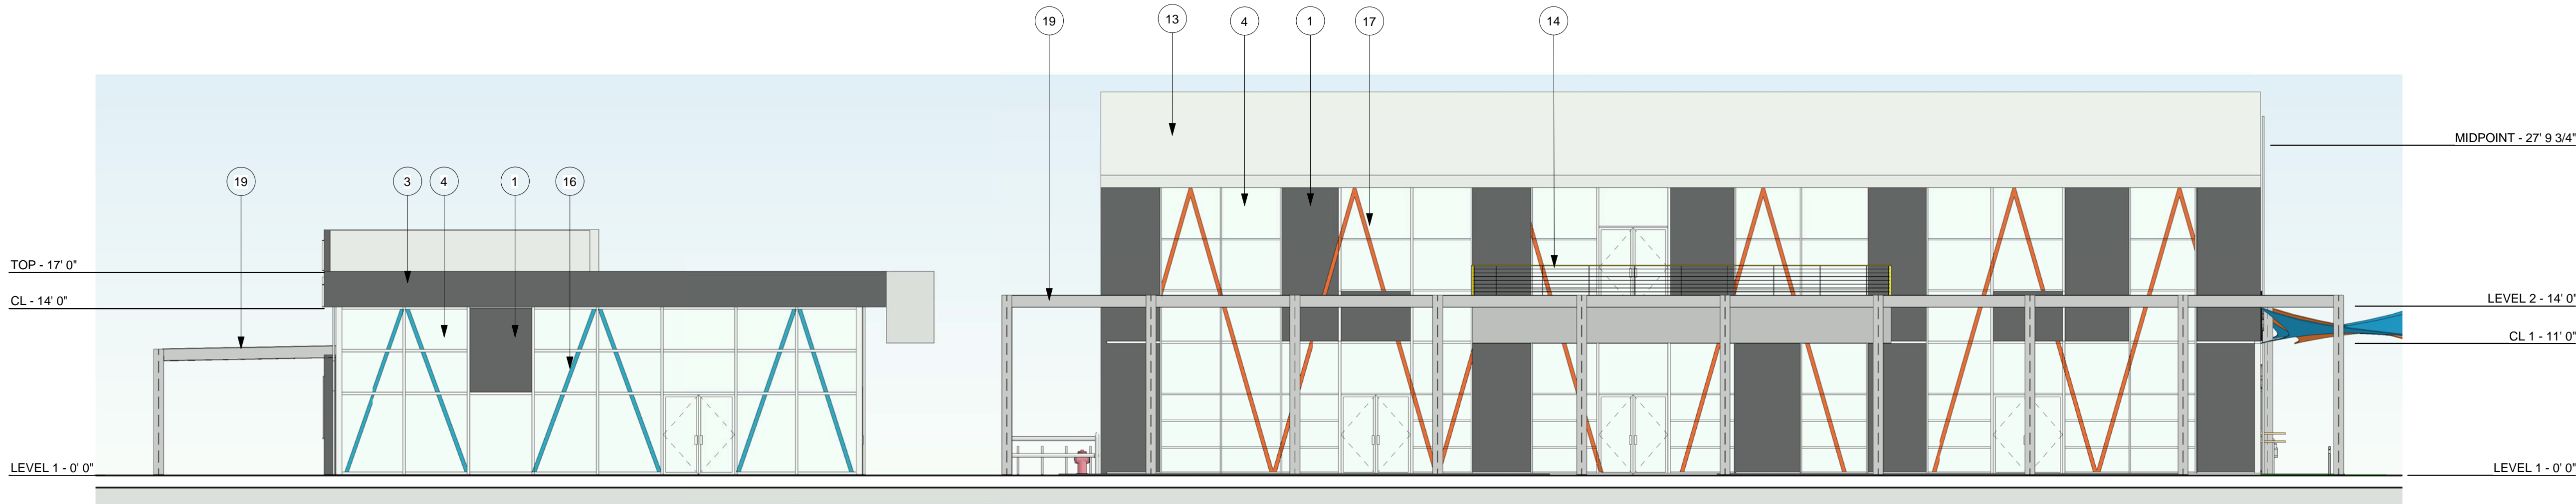 19
13
4
1
17
14
MIDPOINT - 27' 9 3/4"
19
3
4
1
16
TOP - 17' 0"
CL - 14' 0"
LEVEL 2 - 14' 0"
CL 1 - 11' 0"
LEVEL 1 - 0' 0"
LEVEL 1 - 0' 0"